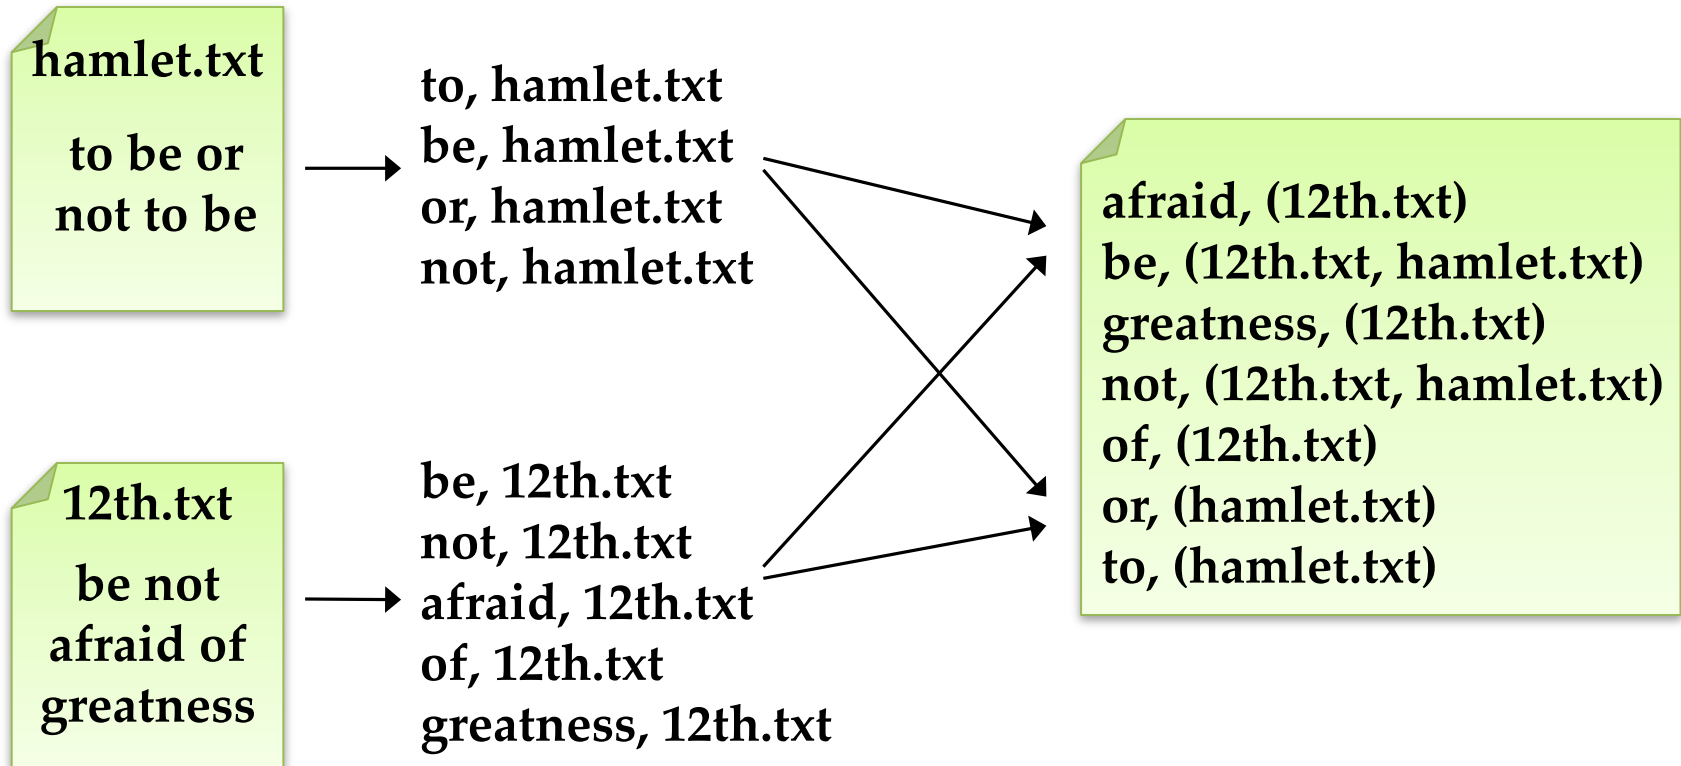 hamlet.txt
to be or
not to be
to, hamlet.txt
be, hamlet.txt
or, hamlet.txt
not, hamlet.txt
12th.txt
be not
afraid of
greatness
be, 12th.txt
not, 12th.txt
afraid, 12th.txt
of, 12th.txt
greatness, 12th.txt
afraid, (12th.txt)
be, (12th.txt, hamlet.txt)
greatness, (12th.txt)
not, (12th.txt, hamlet.txt)
of, (12th.txt)
or, (hamlet.txt)
to, (hamlet.txt)